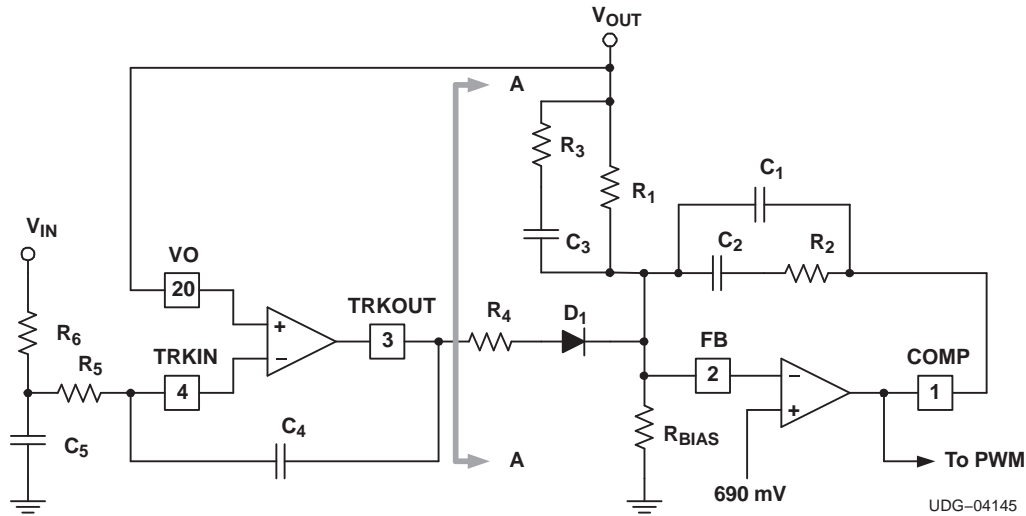 VOUT
A
R3
R1
C1
C3
C2
R2
VIN
VO
20
+
−
TRKOUT
3
R4
D1
R6
R5
TRKIN
4
FB
2
−
+
COMP
1
C5
C4
RBIAS
A
690 mV
To PWM
UDG−04145